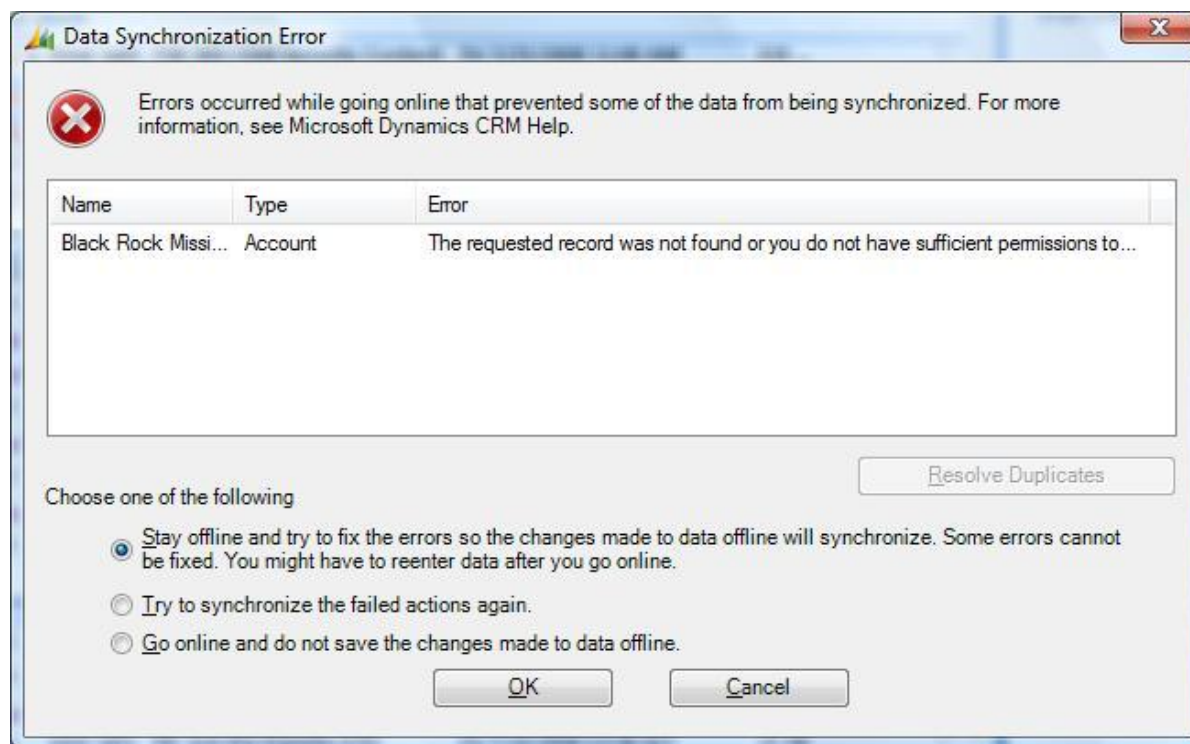 Data Synchronization Error
Errors occurred while going online that prevented some of the data from being synchronized. For more
information, see Microsoft Dynamics CRM Help.
Name Type Error
Black Rock Missi... Account The requested record was not found or you do not have sufficient permissions to...
Resolve Duplicates
Choose one of the following
Stay offline and try to fix the errors so the changes made to data offline will synchronize. Some errors cannot
be fixed. You might have to reenter data after you go online.
Try to synchronize the failed actions again.
Go online and do not save the changes made to data offline.
OK Cancel